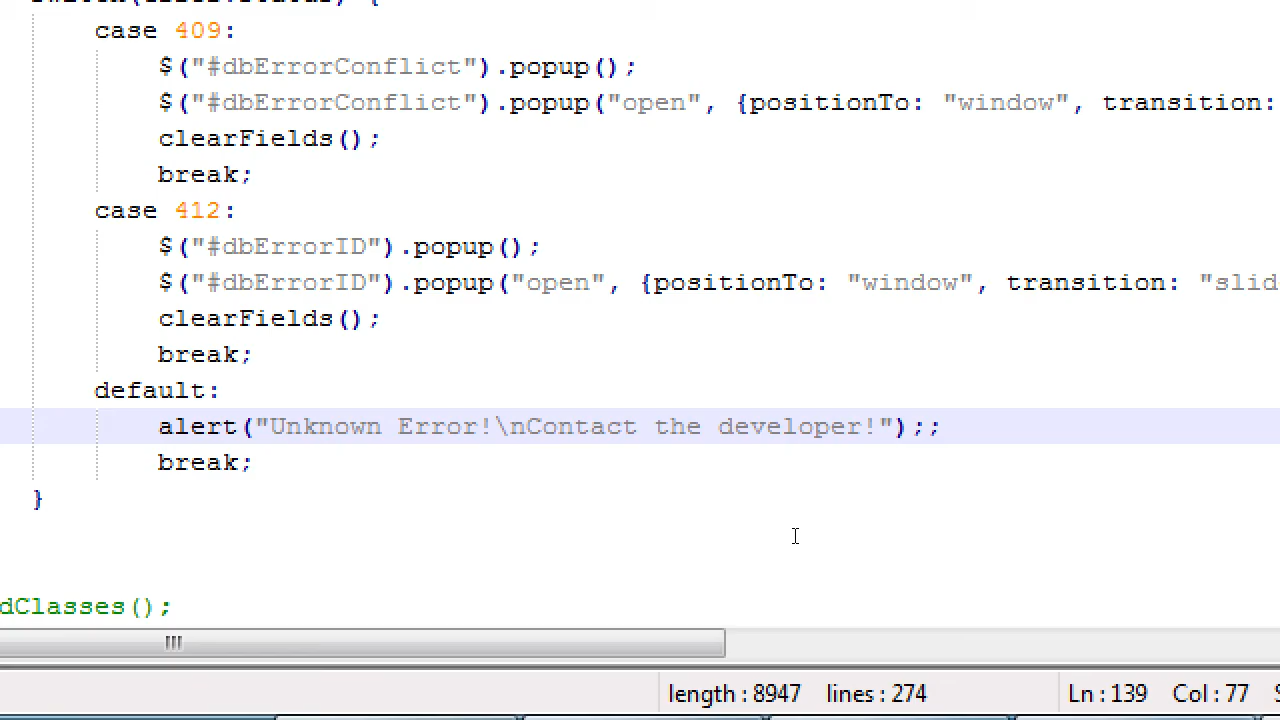 case 409:
$("#dbErrorConflict").popup();
$("#dbErrorConflict").popup("open", {positionTo: "window", transition:
clearFields();
break;
case 412:
$("#dbErrorID").popup();
$("#dbErrorID").popup("open", {positionTo: "window", transition: "slid
clearFields();
break;
default:
alert("Unknown Error!\nContact the developer!");;
break;
}
dClasses();
length : 8947 lines : 274 Ln : 139 Col : 77